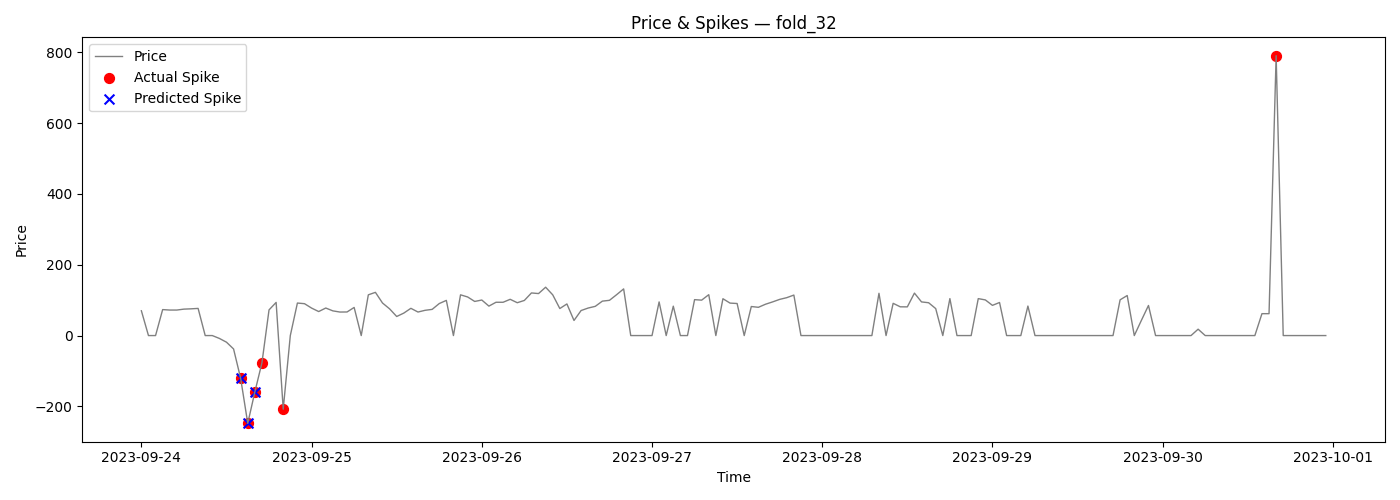 Price & Spikes — fold_32
Price
Actual Spike
Predicted Spike
800
600
400
200
0
−200
Price
2023-09-24
2023-09-25
2023-09-26
2023-09-27
2023-09-28
2023-09-29
2023-09-30
2023-10-01
Time